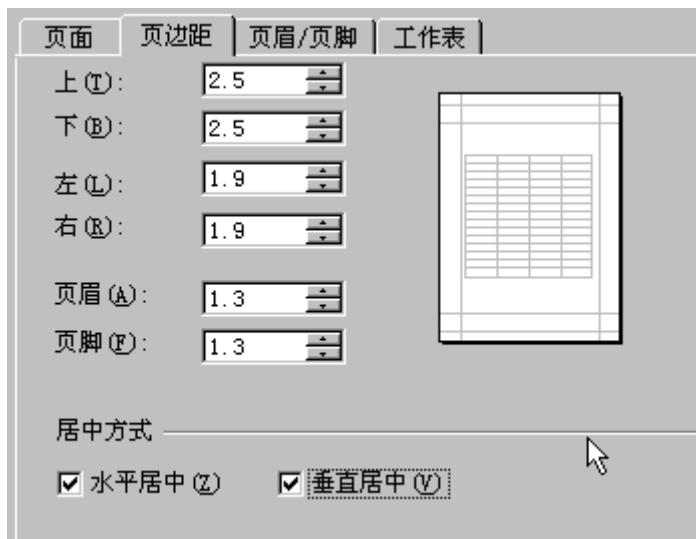 页面 页边距 页眉/页脚 工作表
上(T): 2.5
下(B): 2.5
左(L): 1.9
右(R): 1.9
页眉(A): 1.3
页脚(F): 1.3
居中方式
水平居中(Z) 垂直居中(V)